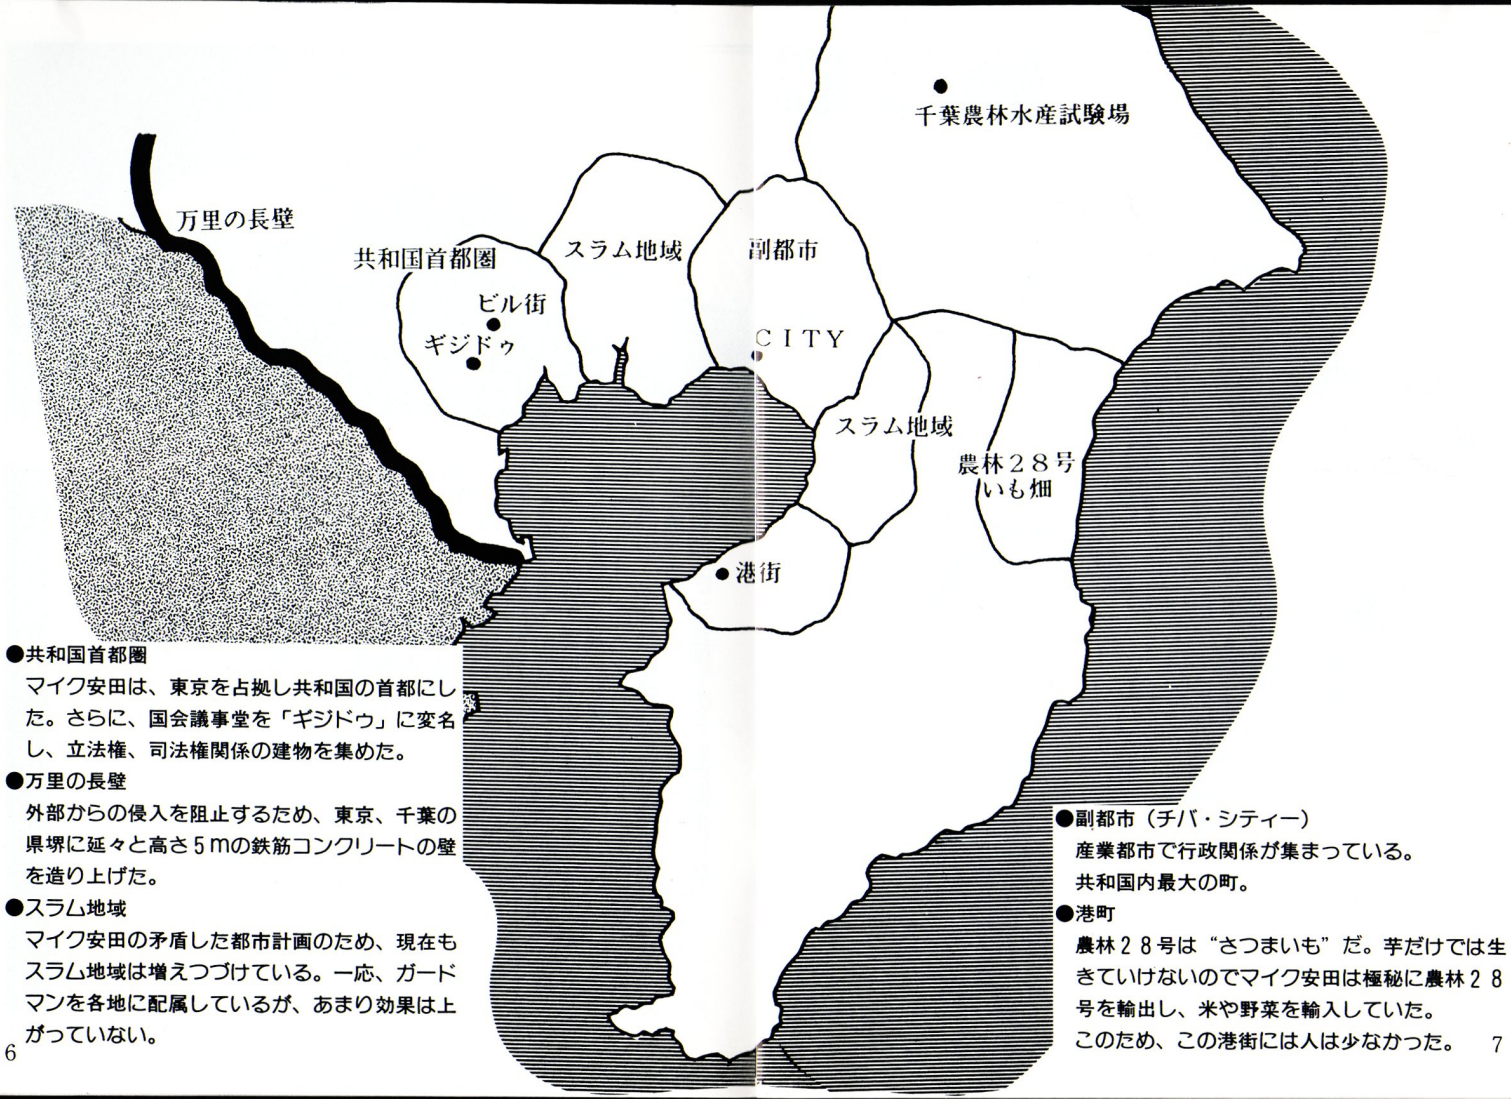 千葉農林水産試験場
万里の長壁
共和国首都圏
スラム地域
副都市
ビル街
ギジドゥ
CITY
スラム地域
農林28号
いも畑
港街
●共和国首都圏
マイク安田は、東京を占拠し共和国の首都にし
た。さらに、国会議事堂を「ギジドゥ」に変名
し、立法権、司法権関係の建物を集めた。
●万里の長壁
外部からの侵入を阻止するため、東京、千葉の
県堺に延々と高さ5mの鉄筋コンクリートの壁
を造り上げた。
●スラム地域
マイク安田の矛盾した都市計画のため、現在も
スラム地域は増えつづけている。一応、ガード
マンを各地に配属しているが、あまり効果は上
がっていない。
6
●副都市(チバ・シティー)
産業都市で行政関係が集まっている。
共和国内最大の町。
●港町
農林28号は“さつまいも”だ。芋だけでは生
きていけないのでマイク安田は極秘に農林28
号を輸出し、米や野菜を輸入していた。
このため、この港街には人は少なかった。
7